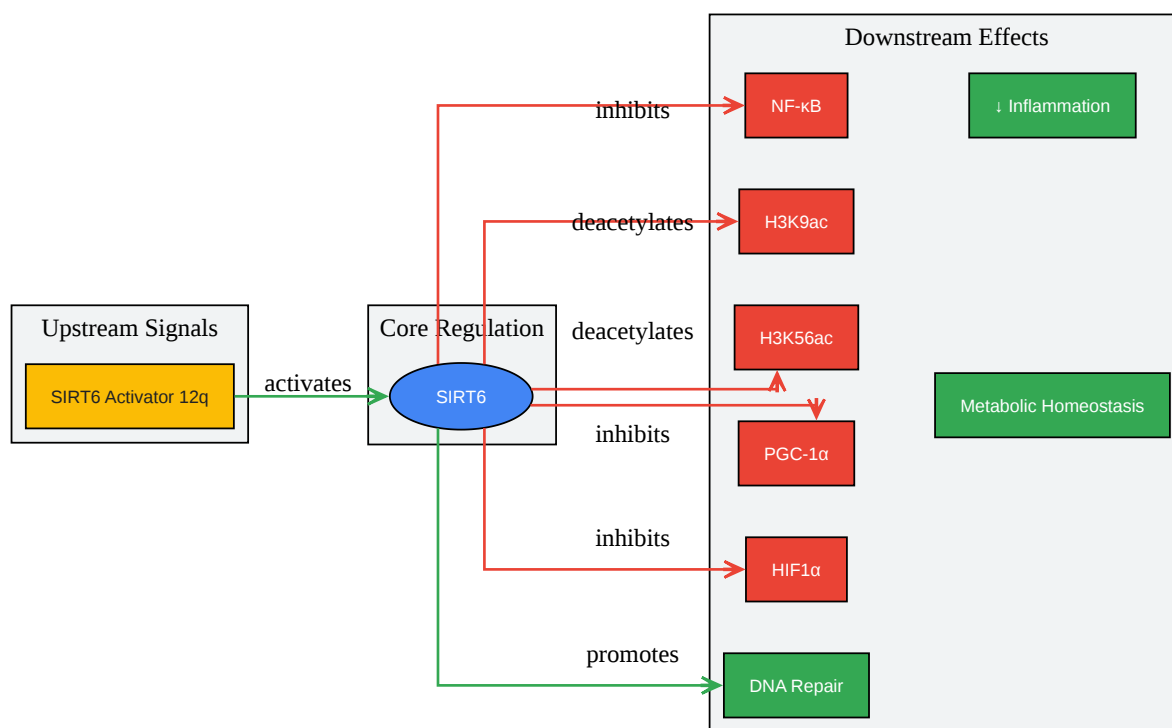 Downstream Effects
inhibits
NF-κB
↓ Inflammation
deacetylates
H3K9ac
Upstream Signals
SIRT6 Activator 12q
activates
Core Regulation
SIRT6
deacetylates
H3K56ac
Metabolic Homeostasis
inhibits
PGC-1α
inhibits
HIF1α
promotes
DNA Repair